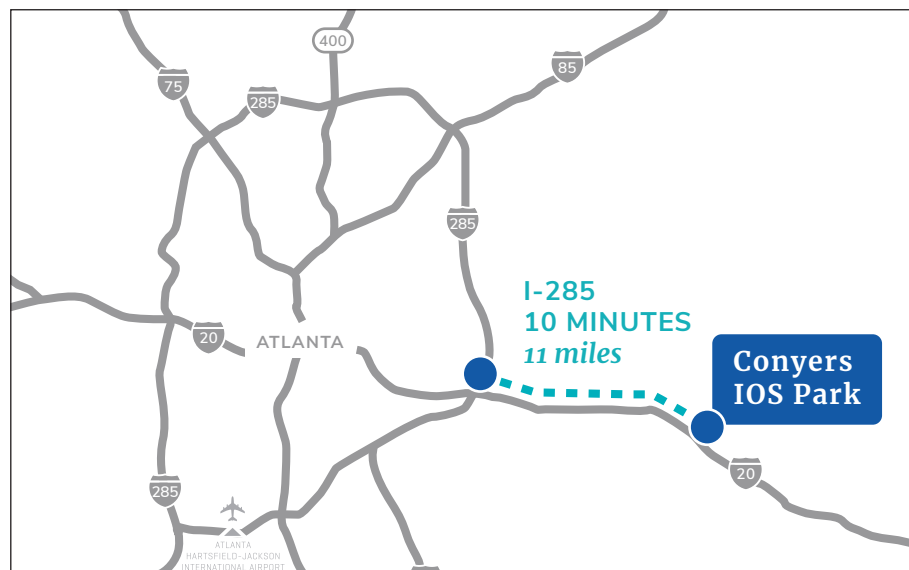 400
75
85
285
285
I-285
10 MINUTES
11 miles
20
ATLANTA
Conyers
IOS Park
20
285
ATLANTA
HARTSFIELD-JACKSON
INTERNATIONAL AIRPORT